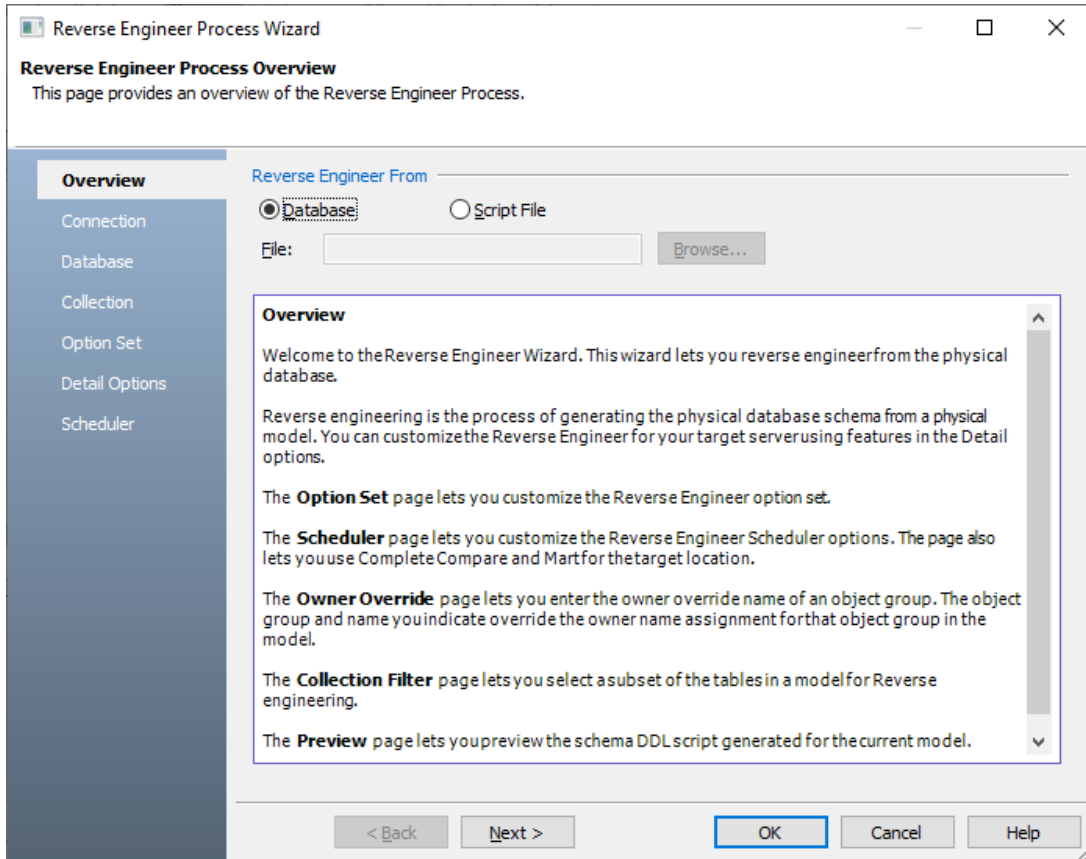 Reverse Engineer Process Wizard
Reverse Engineer Process Overview
This page provides an overview of the Reverse Engineer Process.
Overview
Connection
Database
Collection
Option Set
Detail Options
Scheduler
Reverse Engineer From
Database
Script File
File:
Browse...
Overview
Welcome to the Reverse Engineer Wizard. This wizard lets you reverse engineer from the physical
database.
Reverse engineering is the process of generating the physical database schema from a physical
model. You can customize the Reverse Engineer for your target server using features in the Detail
options.
The Option Set page lets you customize the Reverse Engineer option set.
The Scheduler page lets you customize the Reverse Engineer Scheduler options. The page also
lets you use Complete Compare and Mart for the target location.
The Owner Override page lets you enter the owner override name of an object group. The object
group and name you indicate override the owner name assignment for that object group in the
model.
The Collection Filter page lets you select a subset of the tables in a model for Reverse
engineering.
The Preview page lets you preview the schema DDL script generated for the current model.
< Back
Next >
OK
Cancel
Help